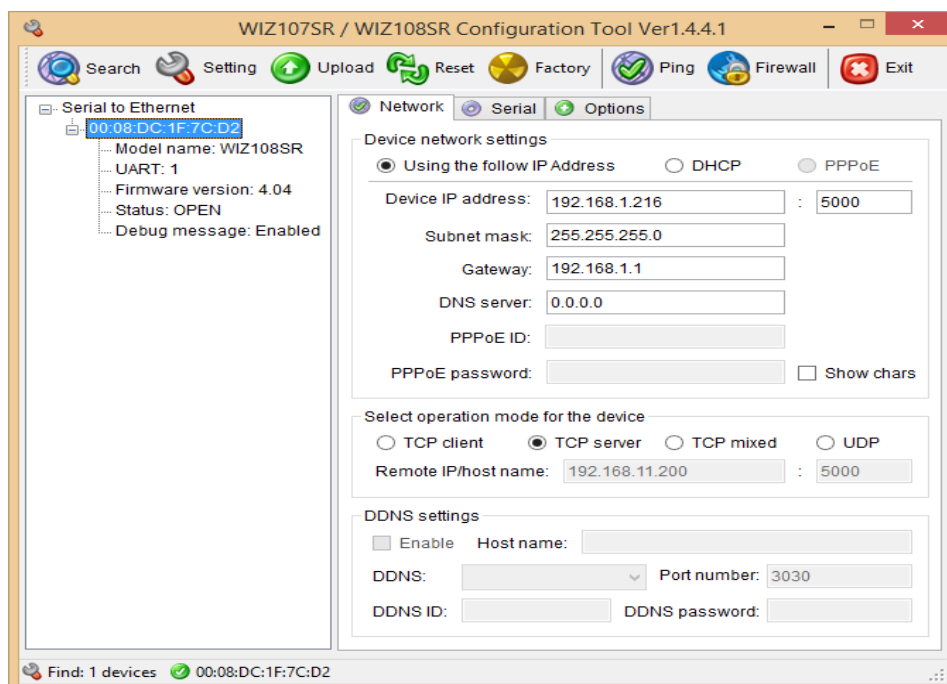 WIZ107SR / WIZ108SR Configuration Tool Ver1.4.4.1
Search Setting Upload Reset Factory Ping Firewall Exit
Serial to Ethernet
00:08:DC:1F:7C:D2
Model name: WIZ108SR
UART: 1
Firmware version: 4.04
Status: OPEN
Debug message: Enabled
Network Serial Options
Device network settings
Using the follow IP Address DHCP PPPoE
Device IP address: 192.168.1.216 : 5000
Subnet mask: 255.255.255.0
Gateway: 192.168.1.1
DNS server: 0.0.0.0
PPPoE ID:
PPPoE password: Show chars
Select operation mode for the device
TCP client TCP server TCP mixed UDP
Remote IP/host name: 192.168.11.200 : 5000
DDNS settings
Enable Host name:
DDNS: Port number: 3030
DDNS ID: DDNS password:
Find: 1 devices 00:08:DC:1F:7C:D2